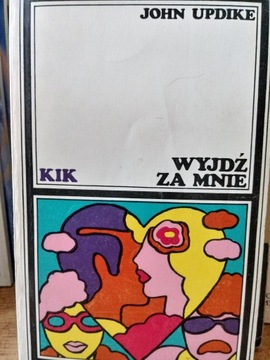 JOHN UPDIKE
KIK
WYJDŹ
ZA MNIE